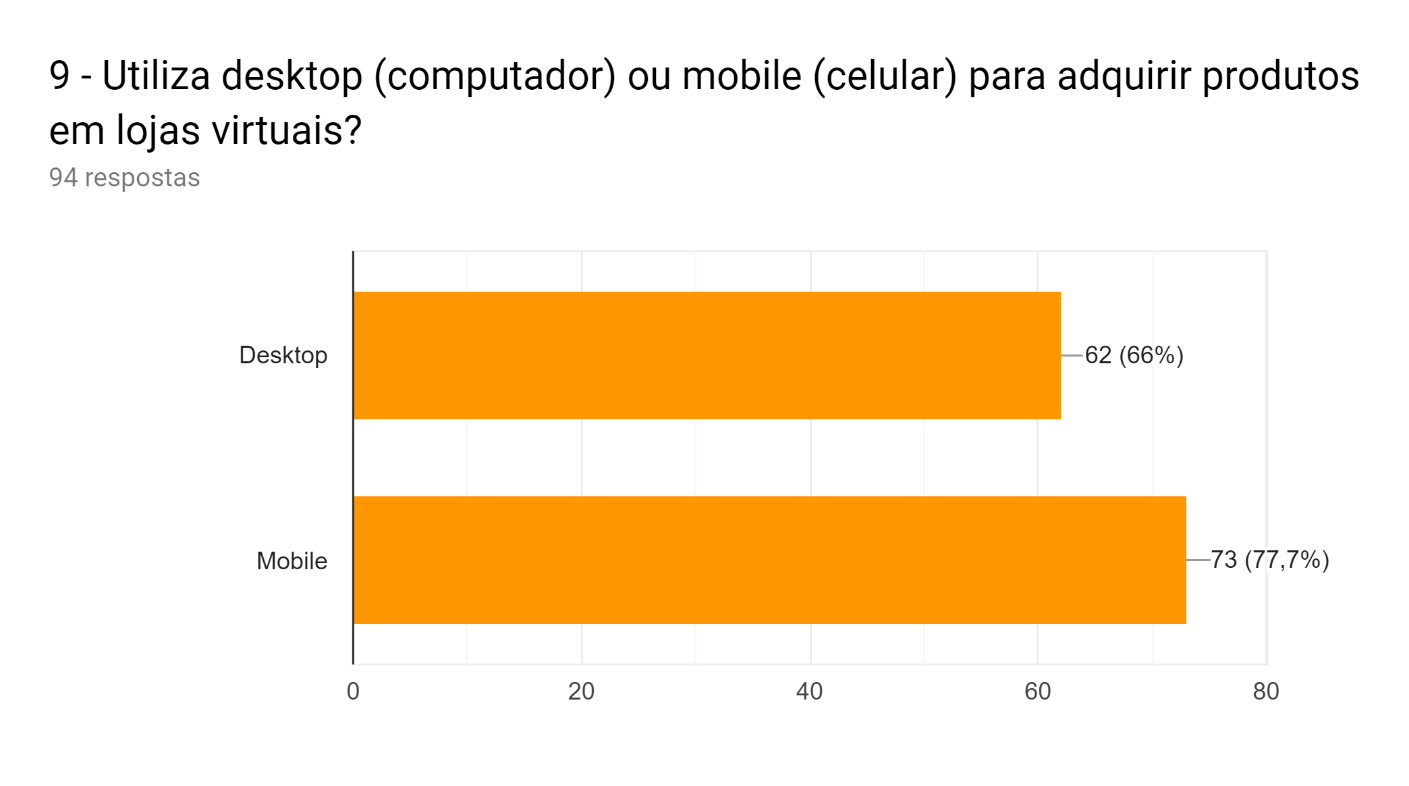 9 - Utiliza desktop (computador) ou mobile (celular) para adquirir produtos
em lojas virtuais?
94 respostas
Desktop
62 (66%)
Mobile
73 (77,7%)
0
20
40
60
80